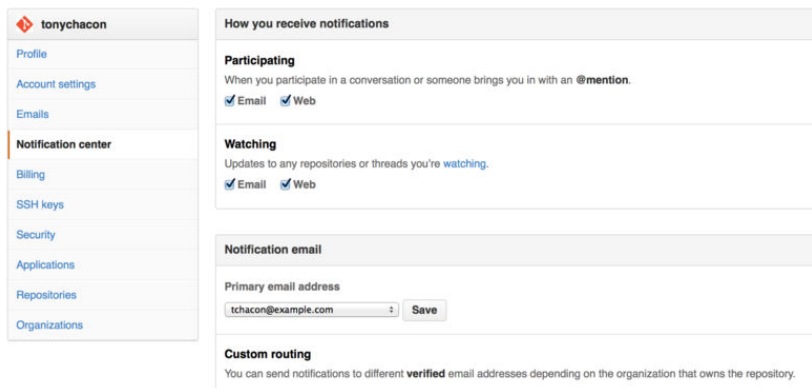 tonychacon
Profile
Account settings
Emails
Notification center
Billing
SSH keys
Security
Applications
Repositories
Organizations
How you receive notifications
Participating
When you participate in a conversation or someone brings you in with an @mention.
Email Web
Watching
Updates to any repositories or threads you're watching.
Email Web
Notification email
Primary email address
tchacon@example.com Save
Custom routing
You can send notifications to different verified email addresses depending on the organization that owns the repository.